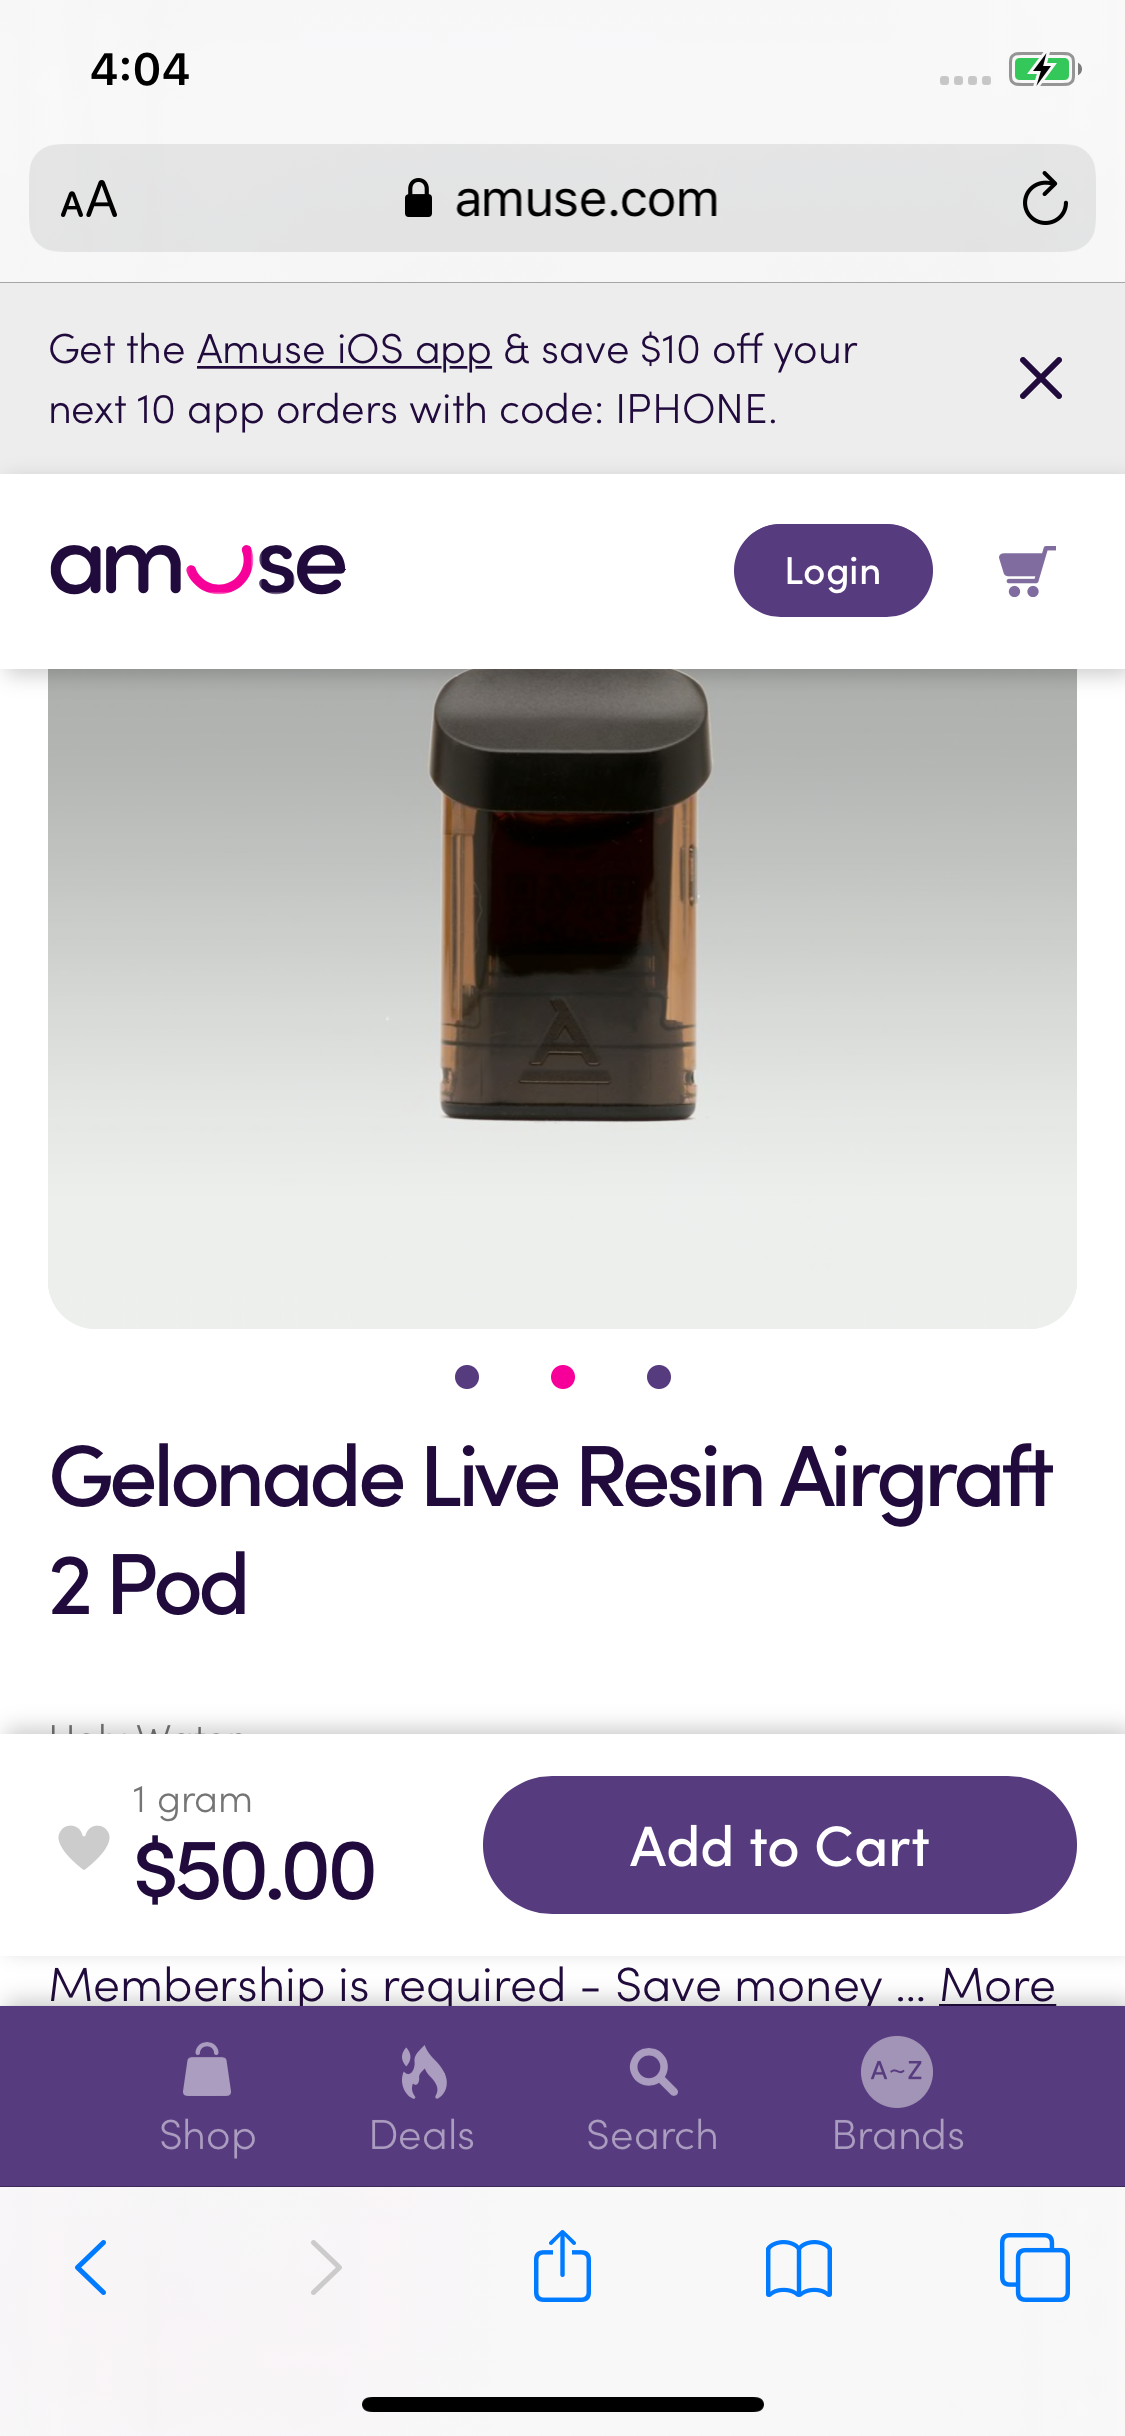 4:04
AA
amuse.com
Get the Amuse iOS app & save $10 off your
next 10 app orders with code: IPHONE.
amuse
Login
A
Gelonade Live Resin Airgraft
2 Pod
Holy Water
1 gram
$50.00
Add to Cart
Membership is required - Save money ... More
A~Z
Shop
Deals
Search
Brands